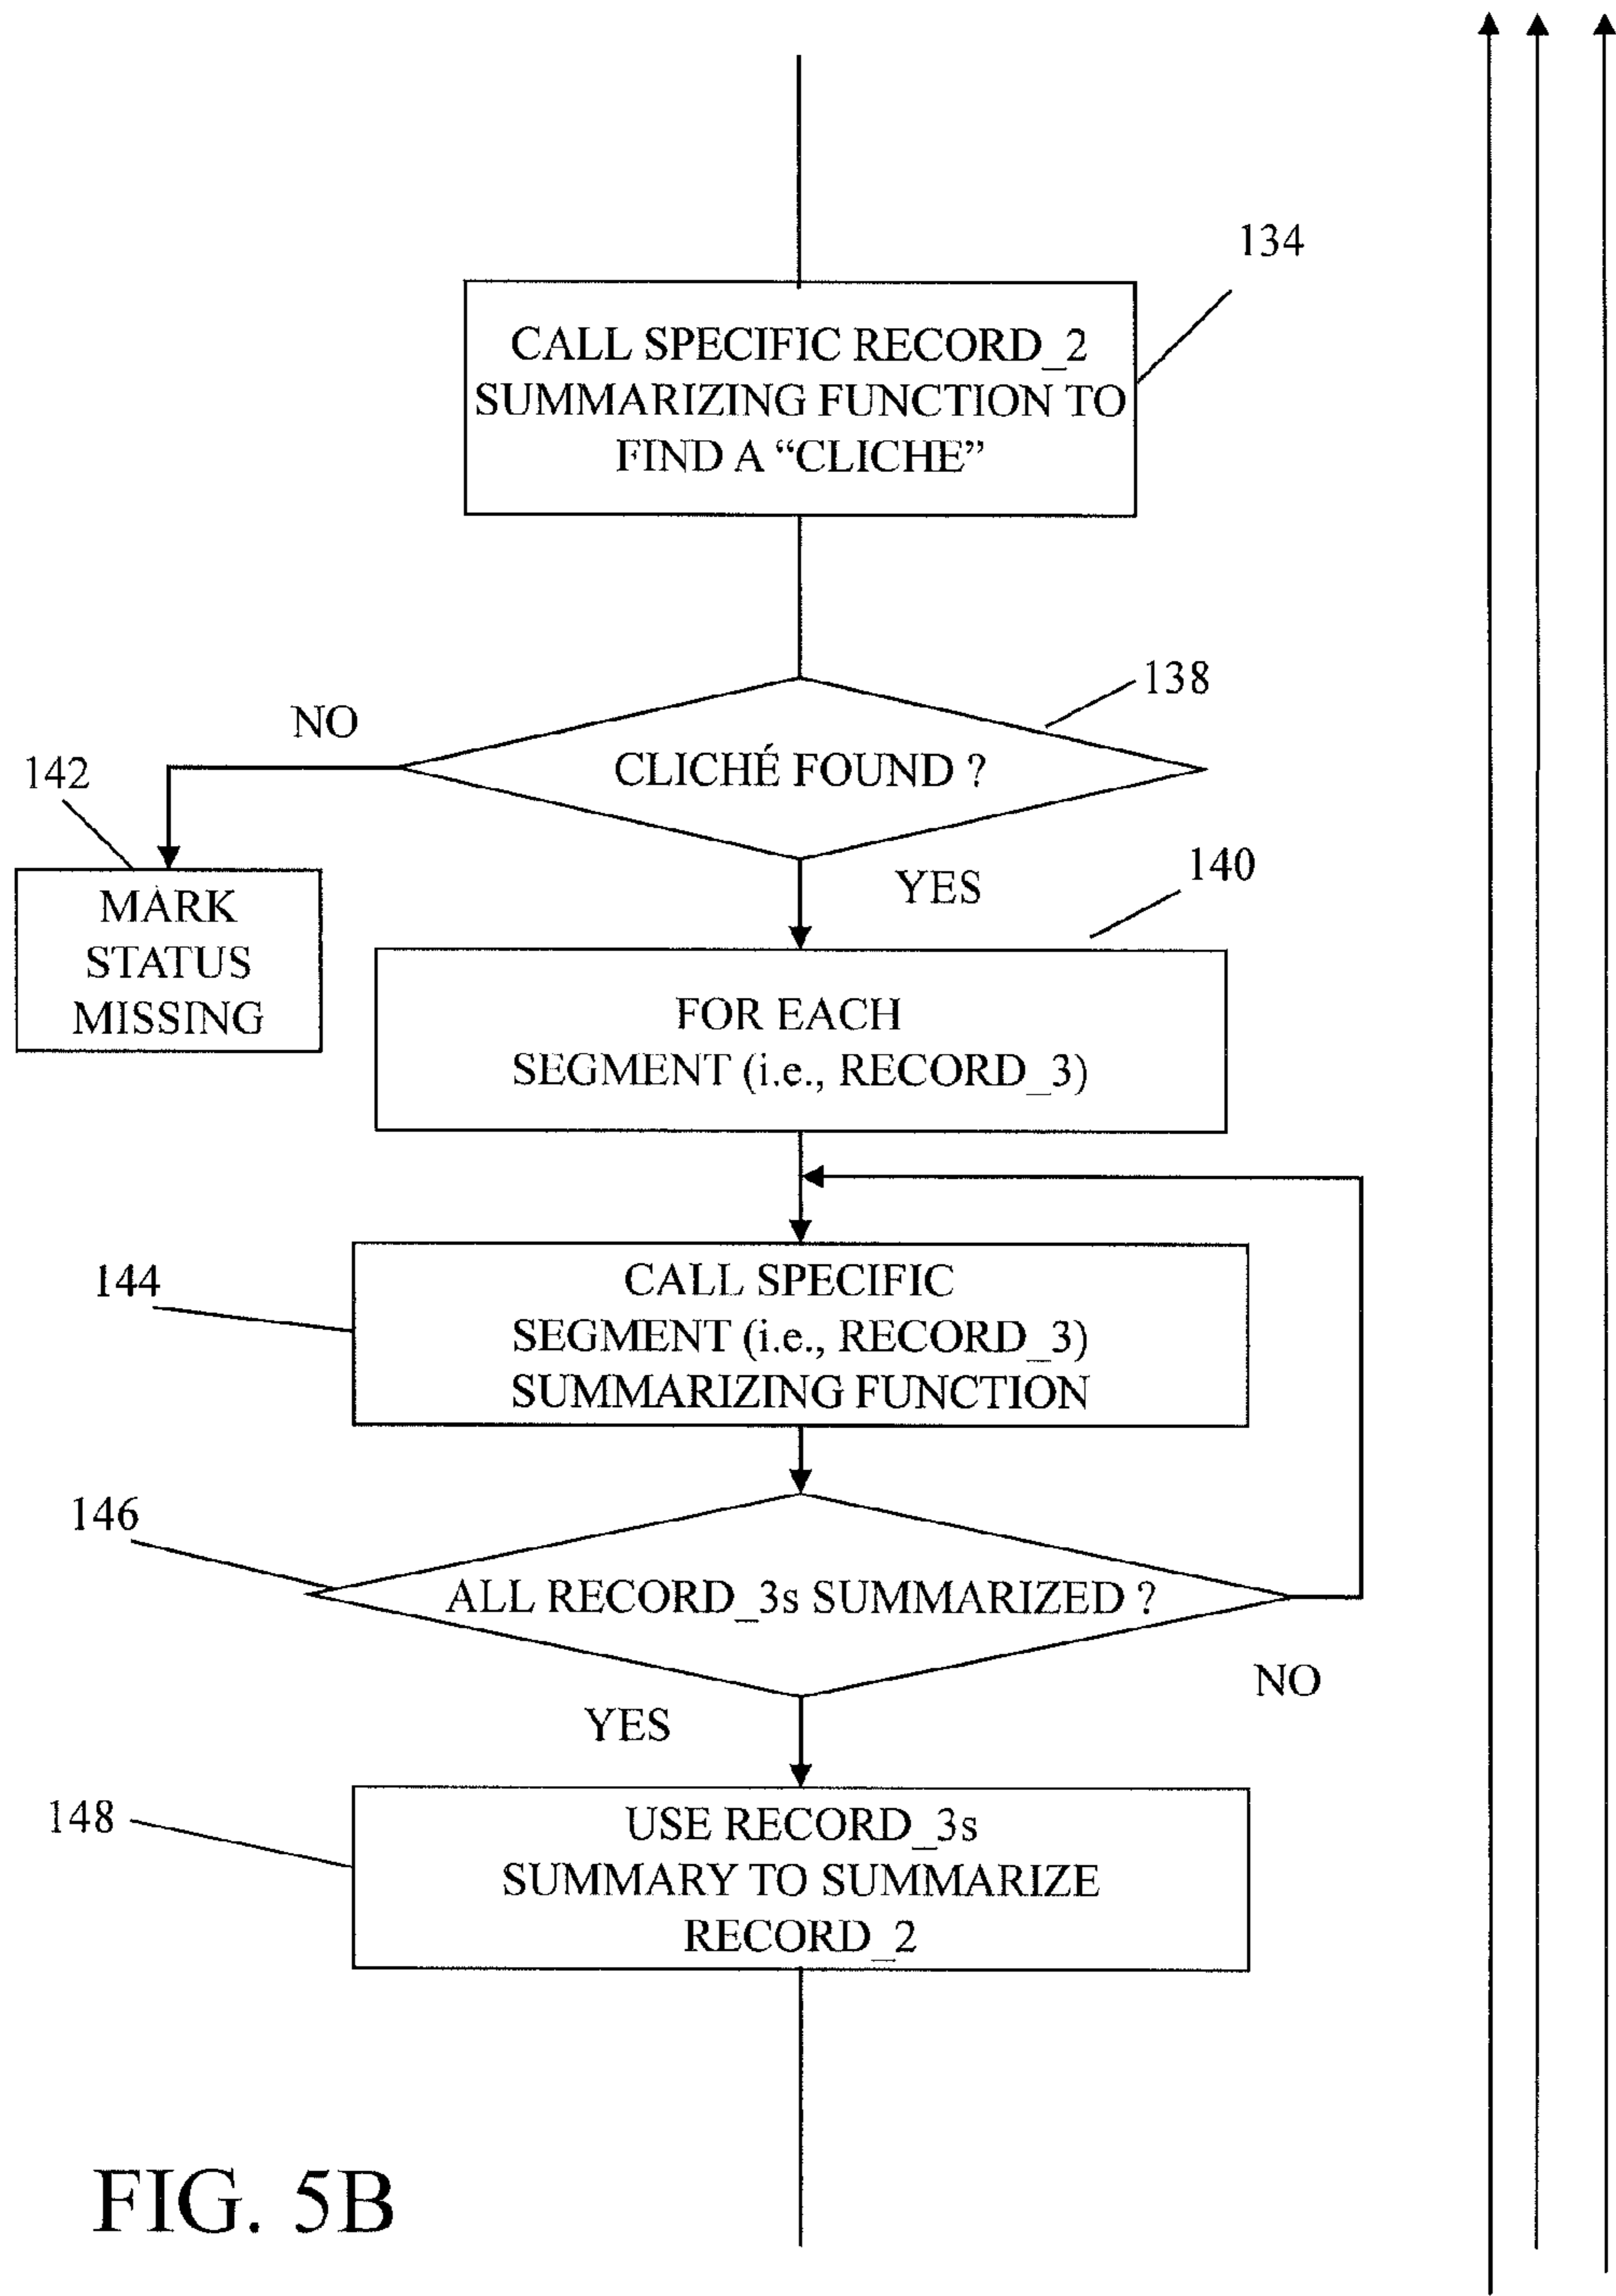 134
CALL SPECIFIC RECORD_2
SUMMARIZING FUNCTION TO
FIND A “CLICHE”
138
NO
CLICHÉ FOUND ?
142
YES
140
MARK
STATUS
MISSING
FOR EACH
SEGMENT (i.e., RECORD_3)
144
CALL SPECIFIC
SEGMENT (i.e., RECORD_3)
SUMMARIZING FUNCTION
146
ALL RECORD_3s SUMMARIZED ?
NO
YES
148
USE RECORD_3s
SUMMARY TO SUMMARIZE
RECORD_2
FIG. 5B